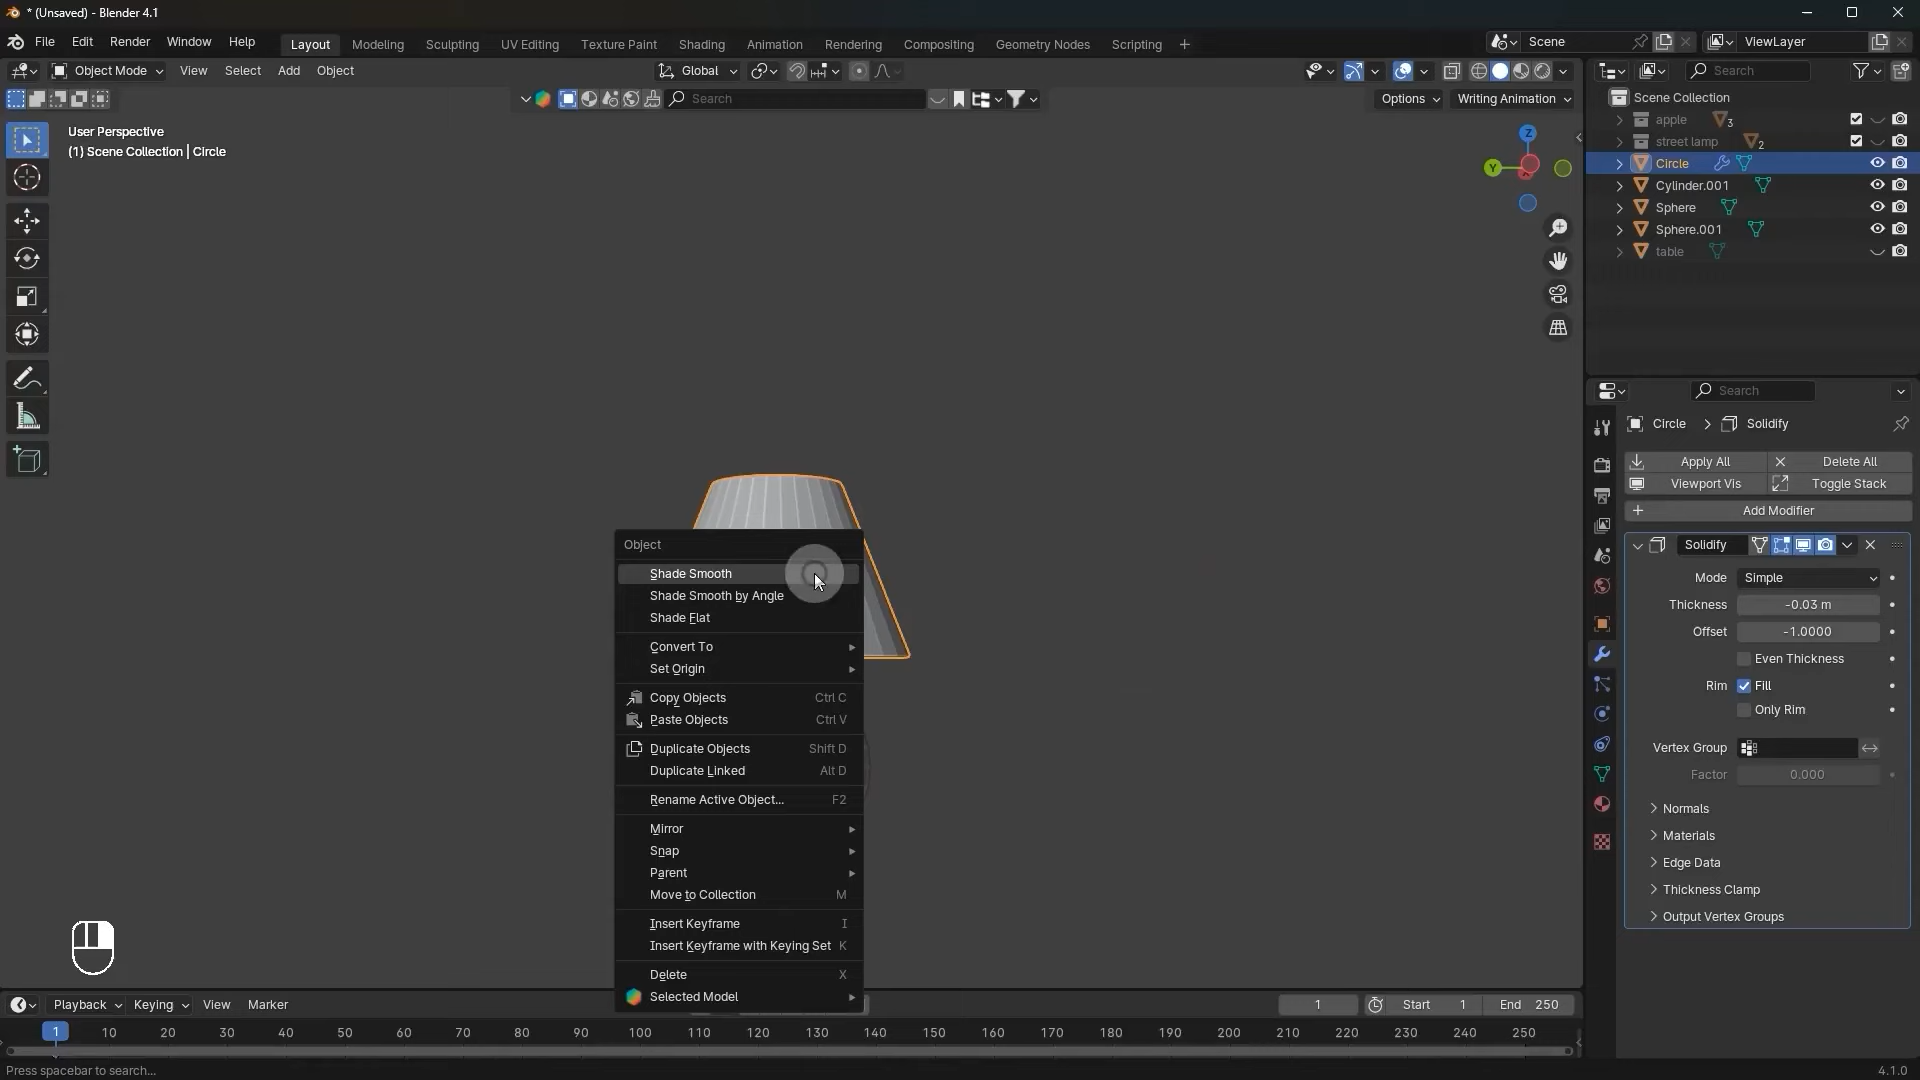 * (Unsaved) - Blender 4.1
File Edit Render Window Help
Layout Modeling Sculpting UV Editing Texture Paint Shading Animation Rendering Compositing Geometry Nodes Scripting +
Scene
ViewLayer
Object Mode View Select Add Object
Global
Search
Search
Options Writing Animation
User Perspective
(1) Scene Collection | Circle
Z
Y
X
Scene Collection
apple 3
street lamp 2
Circle
Cylinder.001
Sphere
Sphere.001
table
Search
Circle > Solidify
Apply All
Delete All
Viewport Vis
Toggle Stack
+ Add Modifier
Solidify
Mode Simple
Thickness -0.03 m
Offset -1.0000
Even Thickness
Rim Fill
Only Rim
Vertex Group
Factor 0.000
Normals
Materials
Edge Data
Thickness Clamp
Output Vertex Groups
Object
Shade Smooth
Shade Smooth by Angle
Shade Flat
Convert To
Set Origin
Copy Objects Ctrl C
Paste Objects Ctrl V
Duplicate Objects Shift D
Duplicate Linked Alt D
Rename Active Object... F2
Mirror
Snap
Parent
Move to Collection M
Insert Keyframe I
Insert Keyframe with Keying Set K
Delete X
Selected Model
Playback Keying View Marker
1
Start 1
End 250
1 10 20 30 40 50 60 70 80 90 100 110 120 130 140 150 160 170 180 190 200 210 220 230 240 250
Press spacebar to search...
4.1.0